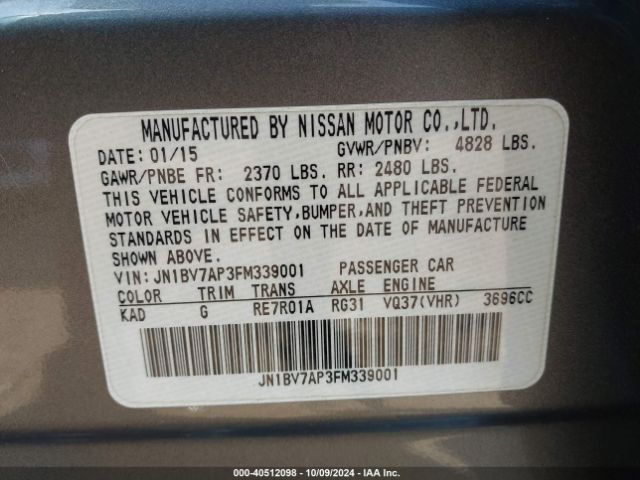 MANUFACTURED BY NISSAN MOTOR CO.,LTD.
DATE: 01/15 GVWR/PNBV: 4828 LBS.
GAWR/PNBE FR: 2370 LBS. RR: 2480 LBS.
THIS VEHICLE CONFORMS TO ALL APPLICABLE FEDERAL
MOTOR VEHICLE SAFETY,BUMPER,AND THEFT PREVENTION
STANDARDS IN EFFECT ON THE DATE OF MANUFACTURE
SHOWN ABOVE.
VIN: JN1BV7AP3FM339001 PASSENGER CAR
COLOR TRIM TRANS AXLE ENGINE
KAD G RE7R01A RG31 VQ37(VHR) 3696CC
JN1BV7AP3FM339001
000-40512098 - 10/09/2024 - IAA Inc.